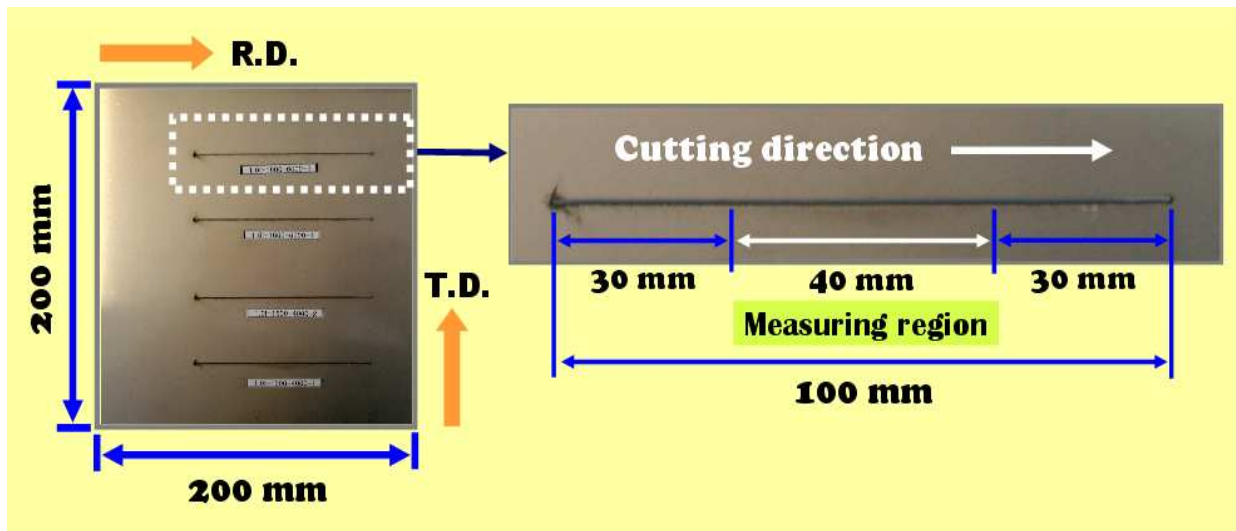 R.D.
200 mm
T.D.
200 mm
Cutting direction
30 mm
40 mm
30 mm
Measuring region
100 mm